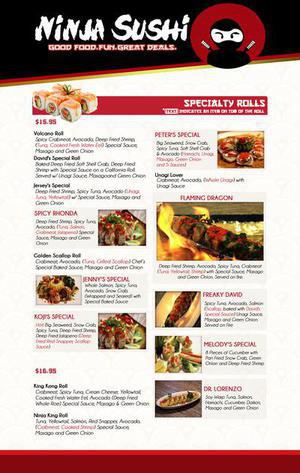 NINJA SUSHI
GOOD FOOD.FUN.GREAT DEALS.
SPECIALTY ROLLS
"TEXT" INDICATES AN ITEM ON TOP OF THE ROLL
$15.95
Volcano Roll
Spicy Crabmeat, Avocado, Deep Fried Shrimp,
(Tuna, Cooked Fresh Water Eel) Special Sauce,
Masago and Green Onion
David's Special Roll
Baked Deep Fried Soft Shell Crab, Deep Fried
Shrimp with Special Sauce on a California Roll.
Served w/ Unagi Sauce, Masago and Green Onion
Jerey's Special
Deep Fried Shrimp, Spicy Tuna, Avocado (Unagi
Tuna, Yellowtail) w/ Special Sauce, Masago and
Green Onion
SPICY RHONDA
Deep Fried Shrimp, Spicy Tuna,
Avocado, (Tuna, Salmon,
Crabmeat, Jalapeno) Special
Sauce, Masago and Green
Onion
Golden Scallop Roll
Crabmeat, Avocado, (Tuna, Grilled Scallop) Chef's
Special Baked Sauce, Masago and Green Onion
JENNY'S SPECIAL
Whole Salmon, Spicy Tuna,
Avocado, Snow Crab,
w/ Special Baked Sauce,
Masago and Green Onion
KOJI'S SPECIAL
Hot Big Seaweed, Snow Crab,
Spicy Tuna, Deep Fried Shrimp,
Deep Fried Jalapeno (Deep
Fried Red Snapper, Scallop
Sauce)
$16.95
King Kong Roll
Crabmeat, Spicy Tuna, Cream Cheese, Yellowtail,
Cooked Fresh Water Eel, Avocado (Deep Fried
Whole Roe) Special Sauce, Masago & Green Onion
Ninja King Roll
Tuna, Yellowtail, Salmon, Red Snapper, Avocado,
(Crabmeat, Cooked Shrimp) Special Sauce,
Masago and Green Onion
PETER'S SPECIAL
Big Seaweed, Snow Crab,
Spicy Tuna, Soft Shell Crab
& Avocado (Hamachi, Unagi,
Masago, Green Onion
and 5 Sauces)
Unagi Lover
Crabmeat, Avocado, (Whole Unagi) with
Unagi Sauce
FLAMING DRAGON
Deep Fried Shrimp, Avocado, Spicy Tuna, Crabmeat
(Tuna, Yellowtail, Shrimp) with Special Sauce, Masago
and Green Onion, Served on fire.
FREAKY DAVID
Spicy Tuna, Avocado, Salmon
(Scallop, baked with David's
Special Sauce) Unagi Sauce,
Masago and Green Onion
Served on Fire
MELODY'S SPECIAL
8 Pieces of Cucumber with
Pan Fried Snow Crab, Green
Onion and Deep Fried Scallop
DR. LORENZO
Soy Wrap Tuna, Salmon,
Hamachi, Cucumber, Daikon,
Masago and Green Onion